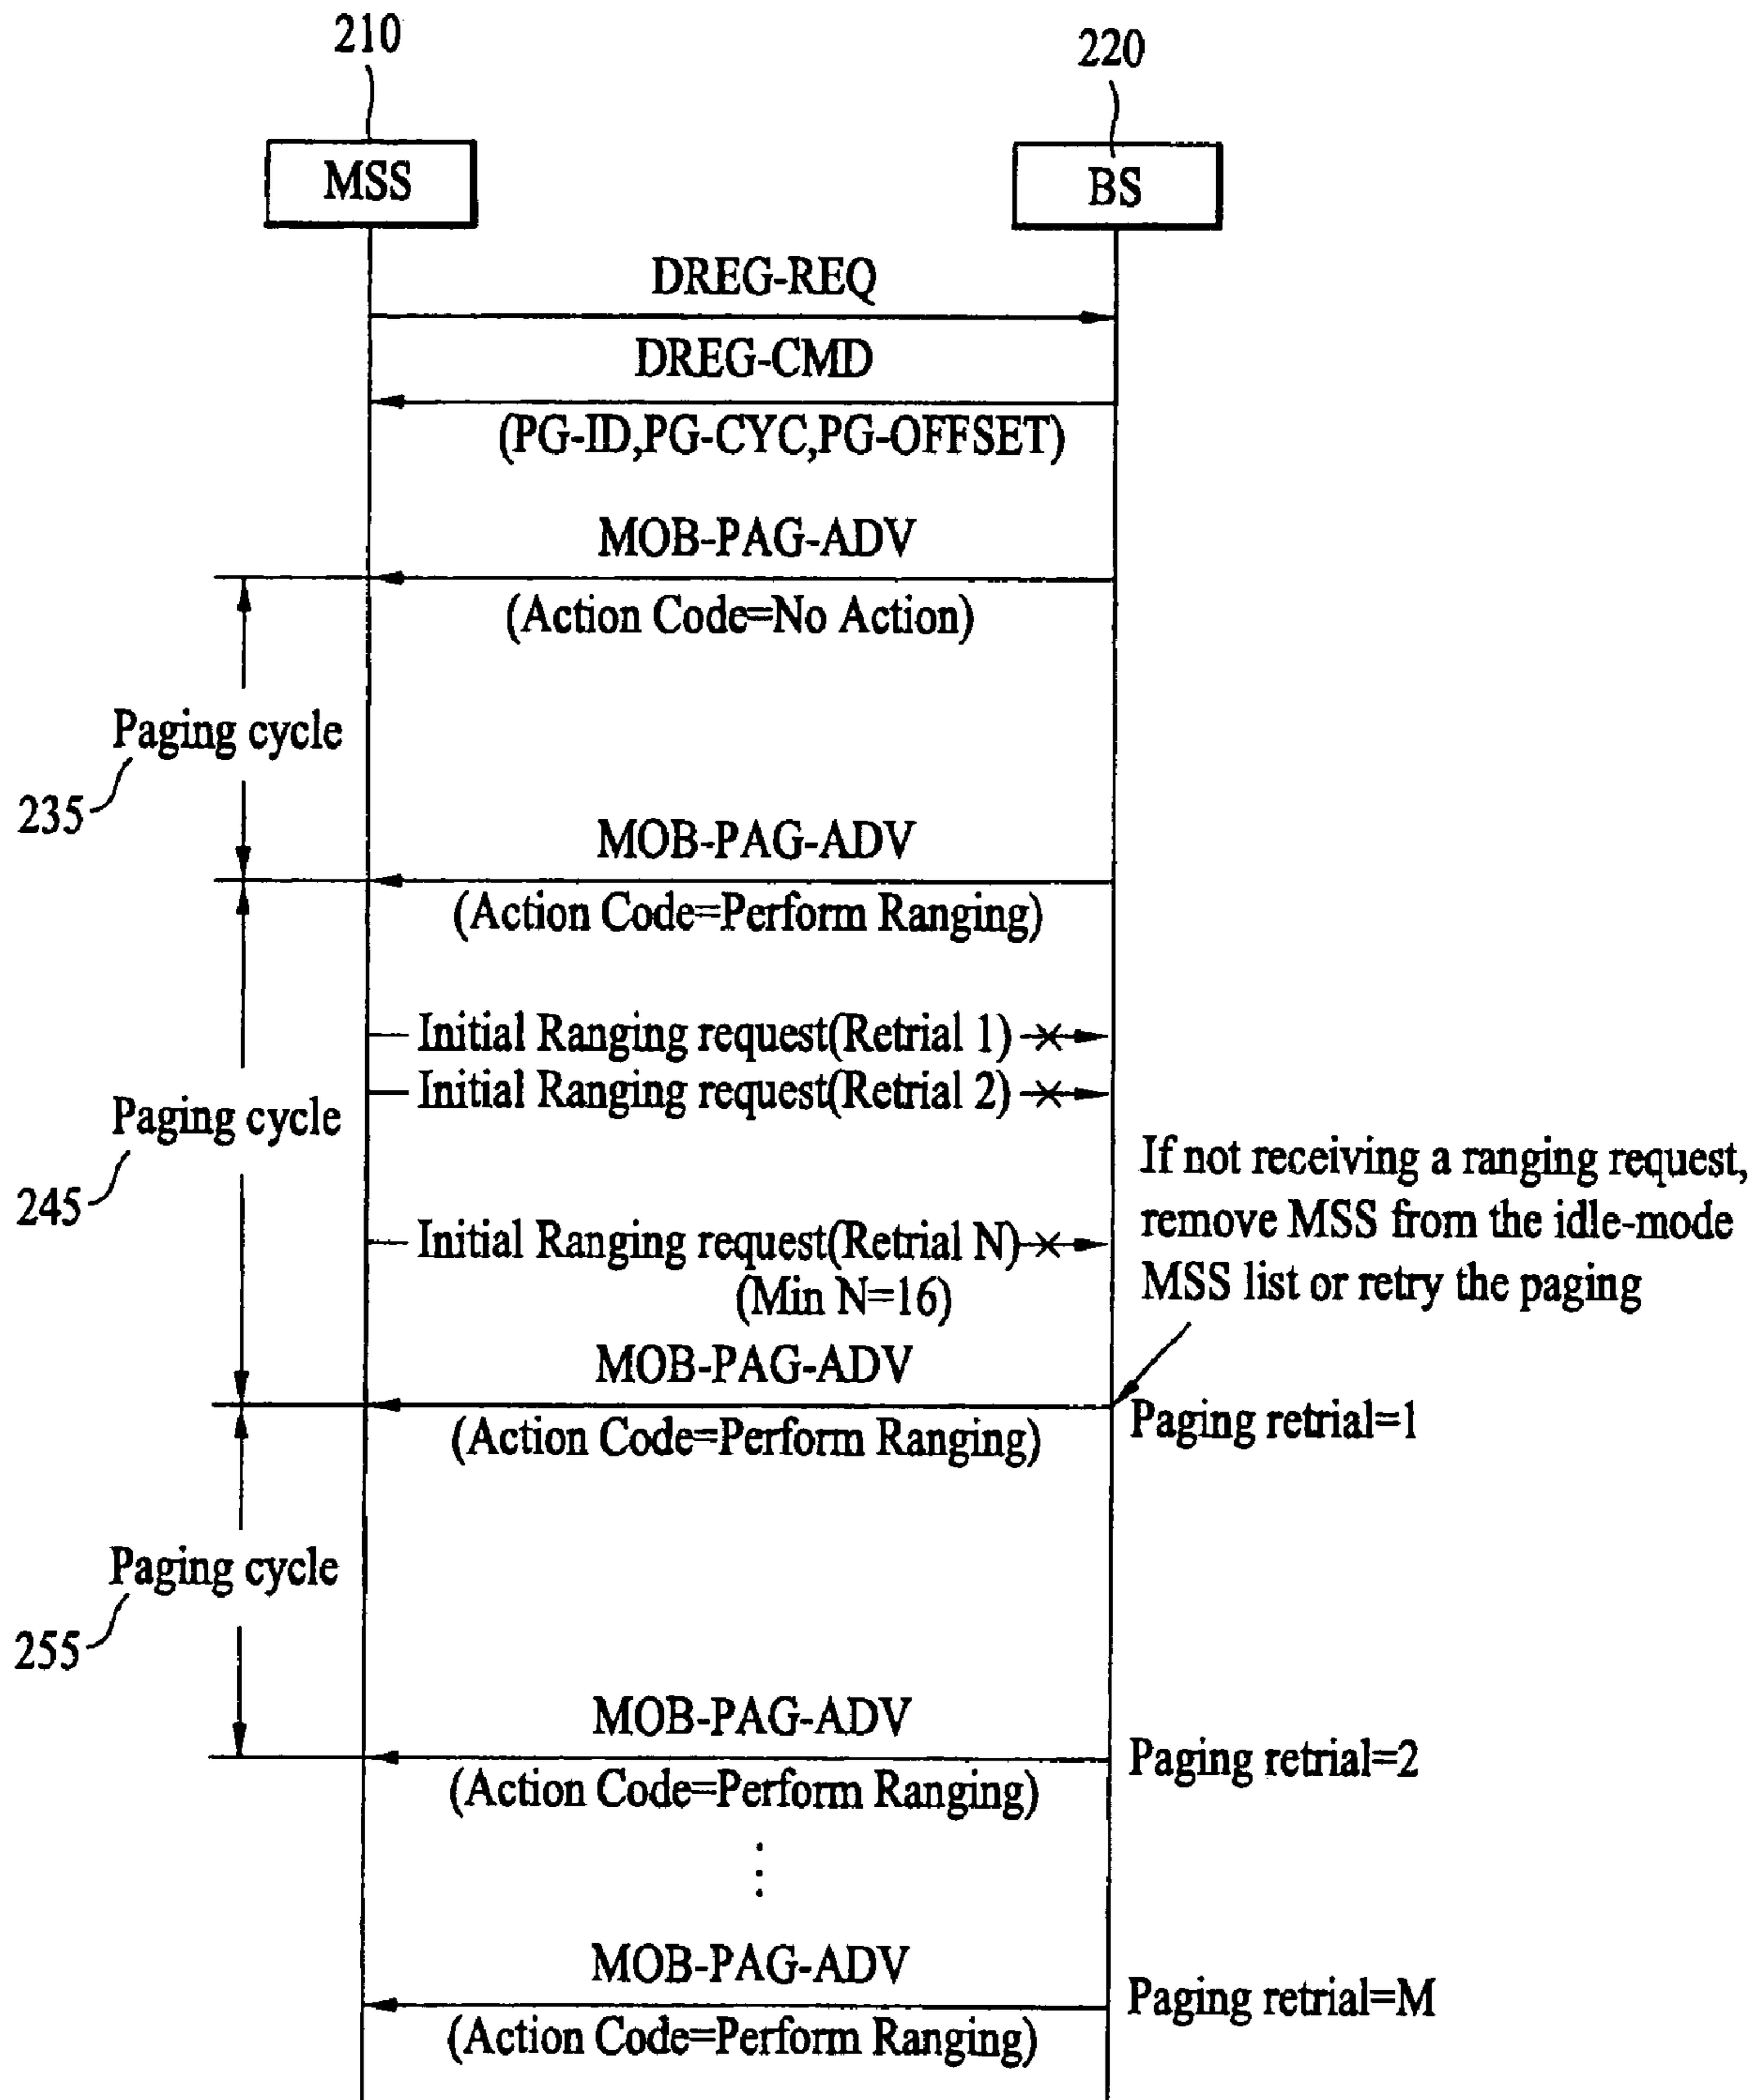 210
220
MSS
BS
DREG-REQ
DREG-CMD
(PG-ID,PG-CYC,PG-OFFSET)
MOB-PAG-ADV
(Action Code=No Action)
Paging cycle
235
MOB-PAG-ADV
(Action Code=Perform Ranging)
Initial Ranging request(Retrial 1)
Initial Ranging request(Retrial 2)
Paging cycle
245
If not receiving a ranging request,
remove MSS from the idle-mode
MSS list or retry the paging
Initial Ranging request(Retrial N)
(Min N=16)
MOB-PAG-ADV
(Action Code=Perform Ranging)
Paging retrial=1
Paging cycle
255
MOB-PAG-ADV
(Action Code=Perform Ranging)
Paging retrial=2
MOB-PAG-ADV
(Action Code=Perform Ranging)
Paging retrial=M